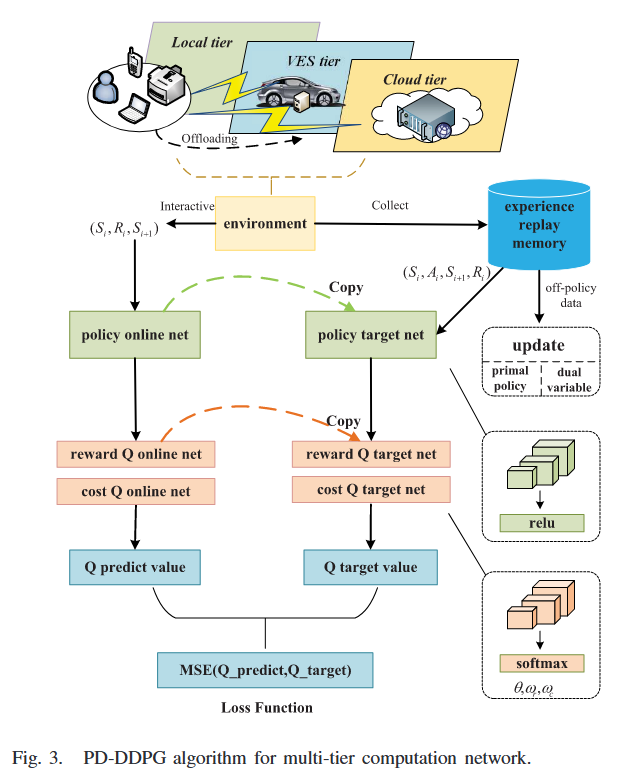 Local tier
VES tier
Cloud tier
Offloading
Interactive
environment
Collect
experience
replay
memory
(S_i, R_i, S_{i+1})
(S_i, A_i, S_{i+1}, R_i)
off-policy
data
Copy
policy online net
policy target net
update
primal
policy
dual
variable
Copy
reward Q online net
reward Q target net
cost Q online net
cost Q target net
relu
Q predict value
Q target value
softmax
θ,ω_r,ω_c
MSE(Q_predict,Q_target)
Loss Function
Fig. 3. PD-DDPG algorithm for multi-tier computation network.